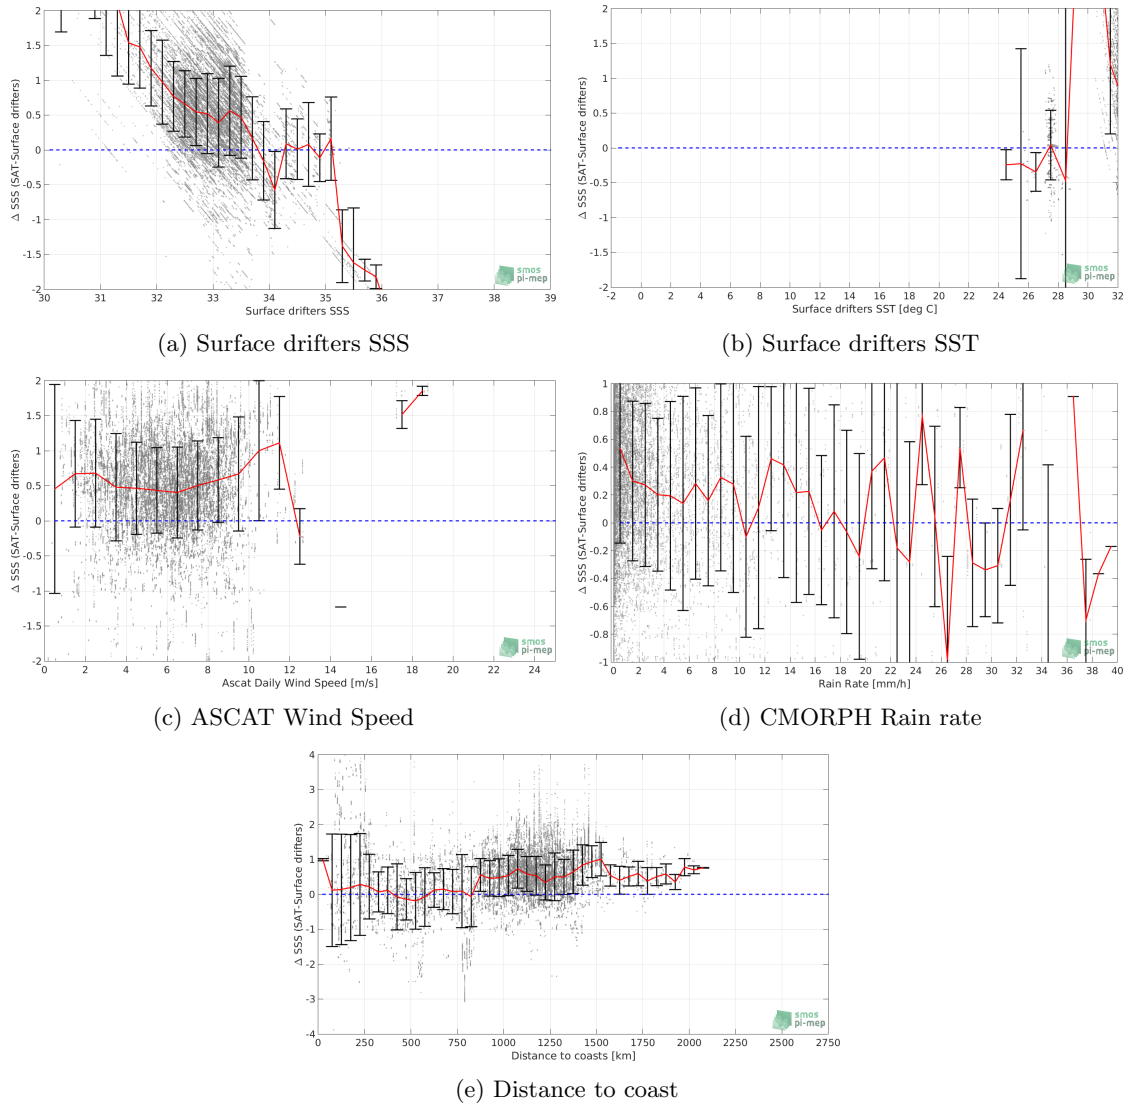 2
1.5
1
0.5
0
-0.5
-1
-1.5
-2
Δ SSS (SAT-Surface drifters)
30 31 32 33 34 35 36 37 38 39
Surface drifters SSS
smos
pi-mep
(a) Surface drifters SSS
2
1.5
1
0.5
0
-0.5
-1
-1.5
-2
Δ SSS (SAT-Surface drifters)
-2 0 2 4 6 8 10 12 14 16 18 20 22 24 26 28 30 32
Surface drifters SST [deg C]
smos
pi-mep
(b) Surface drifters SST
2
1.5
1
0.5
0
-0.5
-1
-1.5
-2
Δ SSS (SAT-Surface drifters)
0 2 4 6 8 10 12 14 16 18 20 22 24
Ascat Daily Wind Speed [m/s]
smos
pi-mep
(c) ASCAT Wind Speed
1
0.8
0.6
0.4
0.2
0
-0.2
-0.4
-0.6
-0.8
-1
Δ SSS (SAT-Surface drifters)
0 2 4 6 8 10 12 14 16 18 20 22 24 26 28 30 32 34 36 38 40
Rain Rate [mm/h]
smos
pi-mep
(d) CMORPH Rain rate
4
3
2
1
0
-1
-2
-3
-4
Δ SSS (SAT-Surface drifters)
0 250 500 750 1000 1250 1500 1750 2000 2250 2500 2750
Distance to coasts [km]
smos
pi-mep
(e) Distance to coast